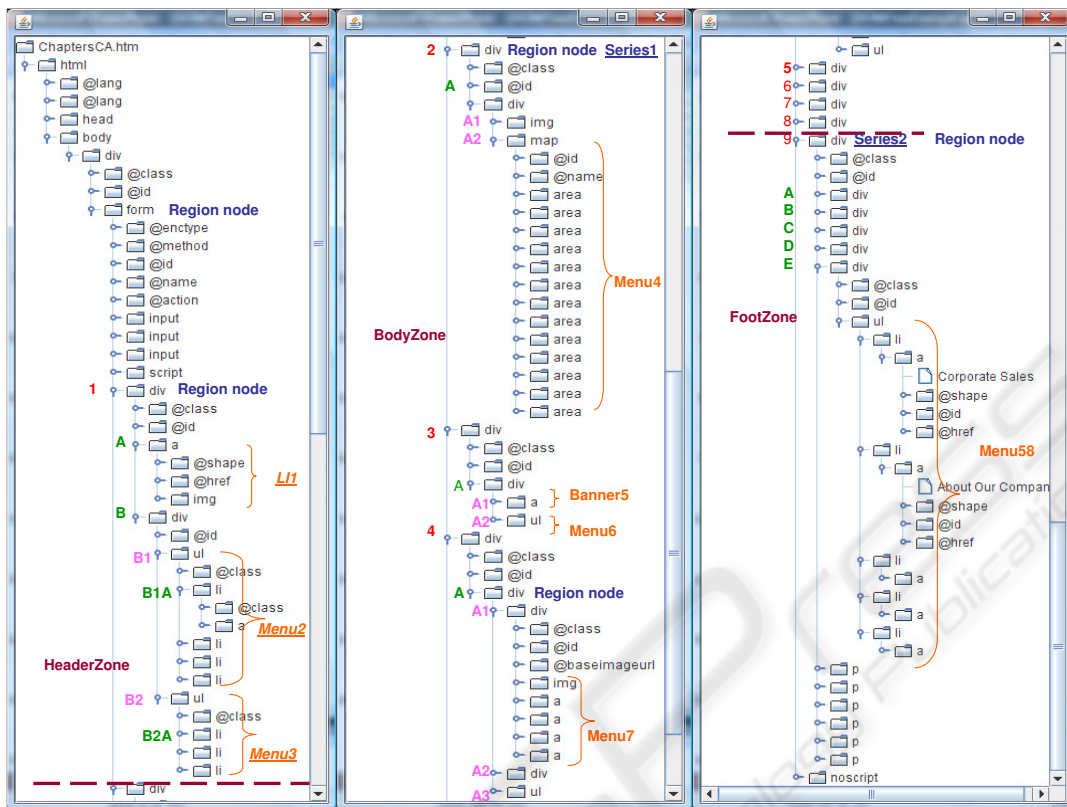 ChaptersCA.htm
html
@lang
@lang
head
body
div
@class
@id
form Region node
@enctype
@method
@id
@name
@action
input
input
input
script
1 div Region node
@class
@id
A a
@shape
@href LI1
img
B div
@id
B1 ul
@class
B1A li
@class
a Menu2
li
li
HeaderZone li
B2 ul
@class
B2A li
li Menu3
li
div
2 div Region node Series1
@class
A @id
div
A1 img
A2 map
@id
@name
area
area
area
area
area
area Menu4
area
area
BodyZone
area
area
area
area
area
3 div
@class
@id
A div
A1 a Banner5
A2 ul Menu6
4 div
@class
@id
A div Region node
A1 div
@class
@id
@baseimageurl
img
a
a
a Menu7
a
A2 div
A3 ul
ul
5 div
6 div
7 div
8 div
9 div Series2 Region node
@class
@id
A div
B div
C div
D div
E div
@class
@id
FootZone
ul
li
a
Corporate Sales
@shape
@id
@href
li Menu58
a
About Our Compan
@shape
@id
@href
li
a
li
a
li
a
p
p
p
p
p
p
noscript